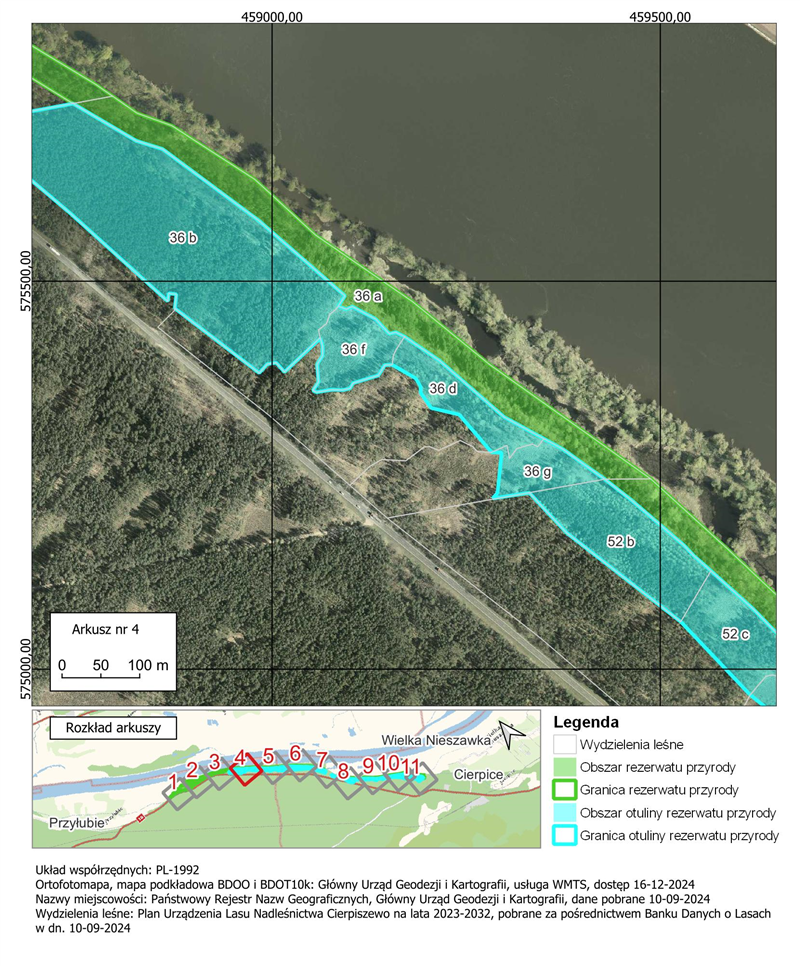 459000,00
459500,00
575500,00
575000,00
36 b
36 a
36 f
36 d
36 g
52 b
52 c
Arkusz nr 4
0 50 100 m
Rozkład arkuszy
1 2 3 4 5 6 7 8 9 10 11
Wielka Nieszawka
Cierpice
Przyłubie
Legenda
Wydzielenia leśne
Obszar rezerwatu przyrody
Granica rezerwatu przyrody
Obszar otuliny rezerwatu przyrody
Granica otuliny rezerwatu przyrody
Układ współrzędnych: PL-1992
Ortofotomapa, mapa podkładowa BDOO i BDOT10k: Główny Urząd Geodezji i Kartografii, usługa WMTS, dostęp 16-12-2024
Nazwy miejscowości: Państwowy Rejestr Nazw Geograficznych, Główny Urząd Geodezji i Kartografii, dane pobrane 10-09-2024
Wydzielenia leśne: Plan Urządzenia Lasu Nadleśnictwa Cierpiszewo na lata 2023-2032, pobrane za pośrednictwem Banku Danych o Lasach
w dn. 10-09-2024